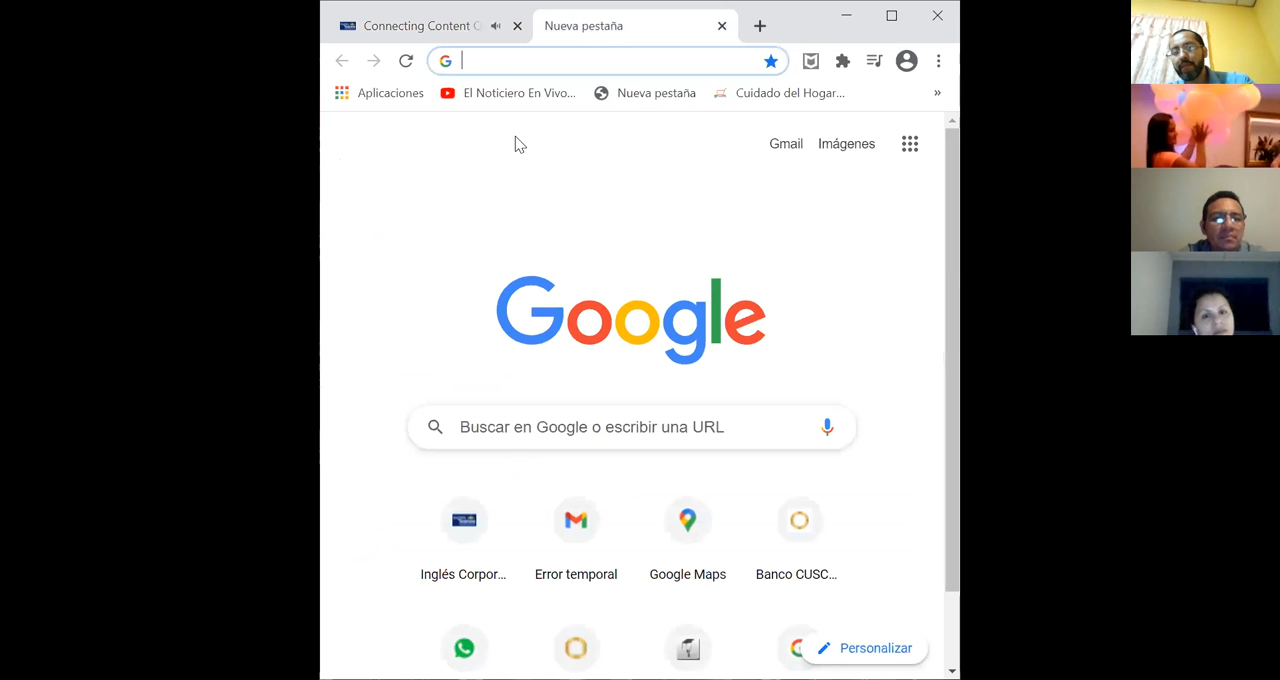 Connecting Content
Nueva pestaña
Aplicaciones
El Noticiero En Vivo...
Nueva pestaña
Cuidado del Hogar...
»
Gmail
Imágenes
Google
Buscar en Google o escribir una URL
Inglés Corpor...
Error temporal
Google Maps
Banco CUSC...
Personalizar